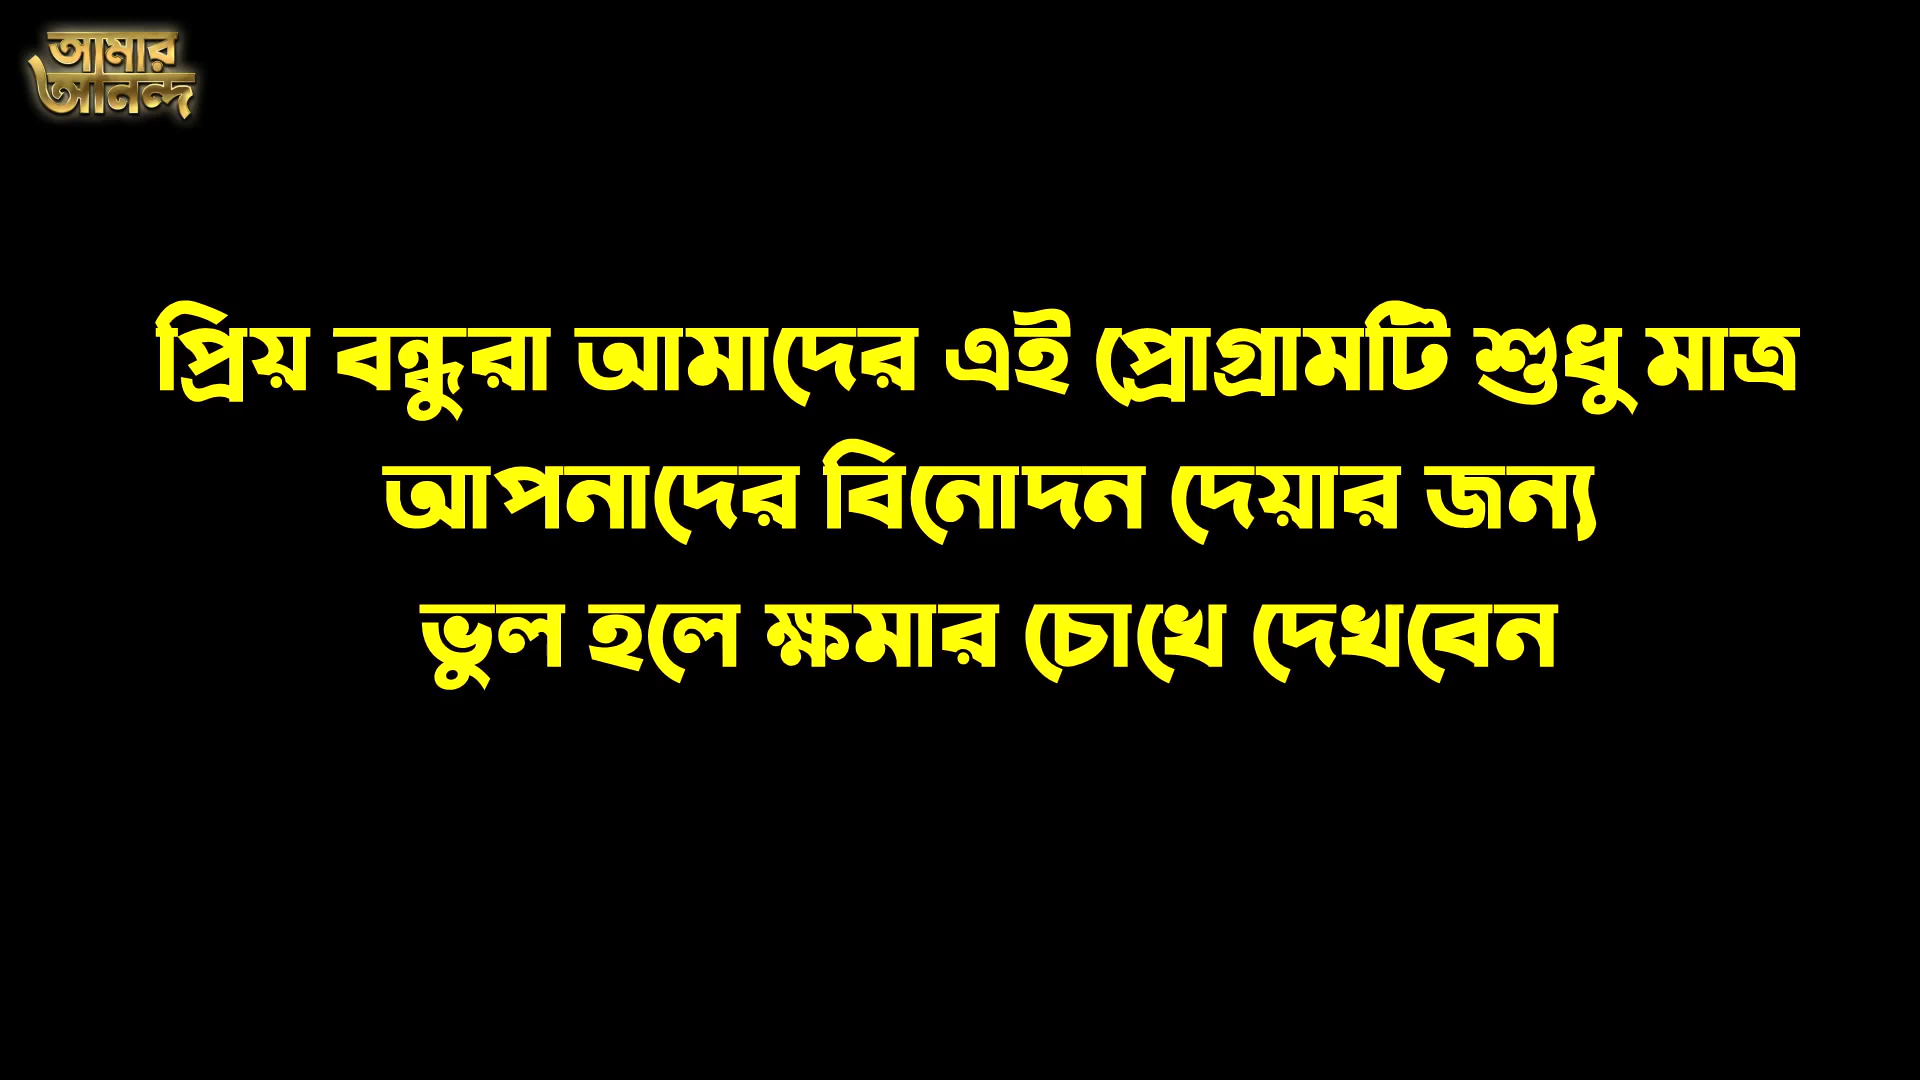 আমার
আনন্দ
প্রিয় বন্ধুরা আমাদের এই প্রোগ্রামটি শুধু মাত্র
আপনাদের বিনোদন দেয়ার জন্য
ভুল হলে ক্ষমার চোখে দেখবেন